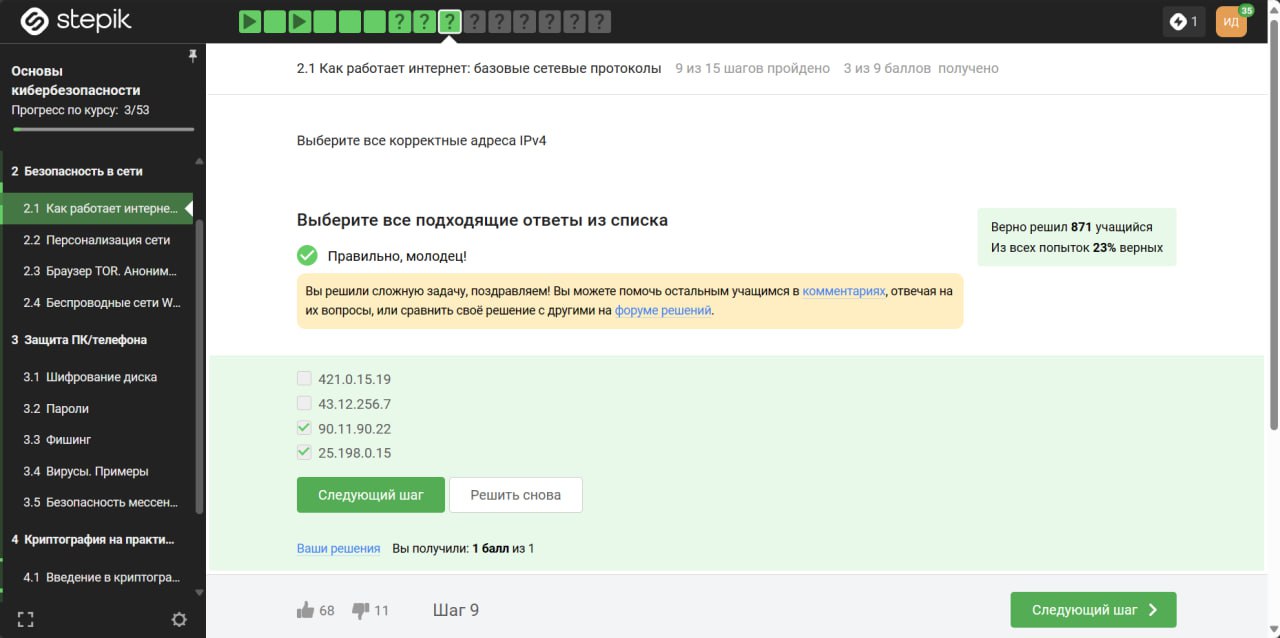 stepik
? ? ? ? ? ? ? ? ?
1
ИД
35
Основы
кибербезопасности
Прогресс по курсу: 3/53
2 Безопасность в сети
2.1 Как работает интерне...
2.2 Персонализация сети
2.3 Браузер TOR. Аноним...
2.4 Беспроводные сети W...
3 Защита ПК/телефона
3.1 Шифрование диска
3.2 Пароли
3.3 Фишинг
3.4 Вирусы. Примеры
3.5 Безопасность мессен...
4 Криптография на практи...
4.1 Введение в криптогра...
2.1 Как работает интернет: базовые сетевые протоколы 9 из 15 шагов пройдено 3 из 9 баллов получено
Выберите все корректные адреса IPv4
Выберите все подходящие ответы из списка
Правильно, молодец!
Вы решили сложную задачу, поздравляем! Вы можете помочь остальным учащимся в комментариях, отвечая на
их вопросы, или сравнить своё решение с другими на форуме решений.
Верно решил 871 учащийся
Из всех попыток 23% верных
421.0.15.19
43.12.256.7
90.11.90.22
25.198.0.15
Следующий шаг Решить снова
Ваши решения Вы получили: 1 балл из 1
68 11 Шаг 9 Следующий шаг